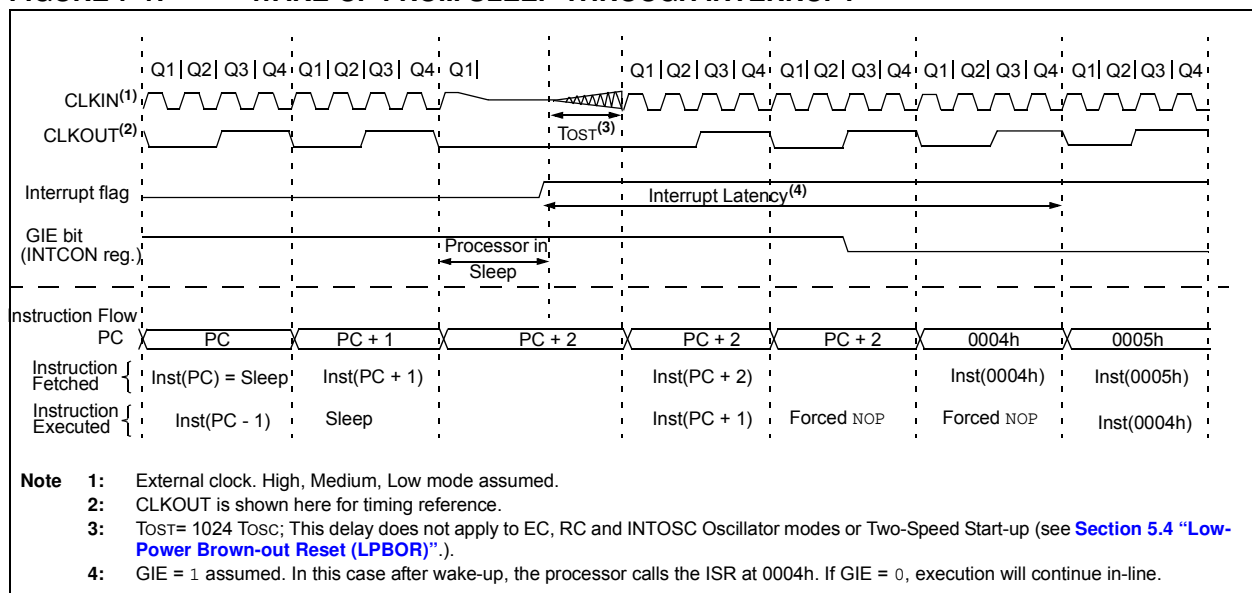 Q1| Q2| Q3| Q4 Q1| Q2| Q3| Q4 Q1| Q1| Q2| Q3| Q4 Q1| Q2| Q3| Q4 Q1| Q2| Q3| Q4 Q1| Q2| Q3| Q4
CLKIN(1)
CLKOUT(2)
TOST(3)
Interrupt flag
Interrupt Latency(4)
GIE bit
(INTCON reg.)
Processor in
Sleep
nstruction Flow
PC PC PC + 1 PC + 2 PC + 2 PC + 2 0004h 0005h
Instruction
Fetched { Inst(PC) = Sleep Inst(PC + 1) Inst(PC + 2) Inst(0004h) Inst(0005h)
Instruction
Executed { Inst(PC - 1) Sleep Inst(PC + 1) Forced NOP Forced NOP Inst(0004h)
Note 1: External clock. High, Medium, Low mode assumed.
2: CLKOUT is shown here for timing reference.
3: TOST= 1024 TOSC; This delay does not apply to EC, RC and INTOSC Oscillator modes or Two-Speed Start-up (see Section 5.4 “Low-
Power Brown-out Reset (LPBOR)”.).
4: GIE = 1 assumed. In this case after wake-up, the processor calls the ISR at 0004h. If GIE = 0, execution will continue in-line.